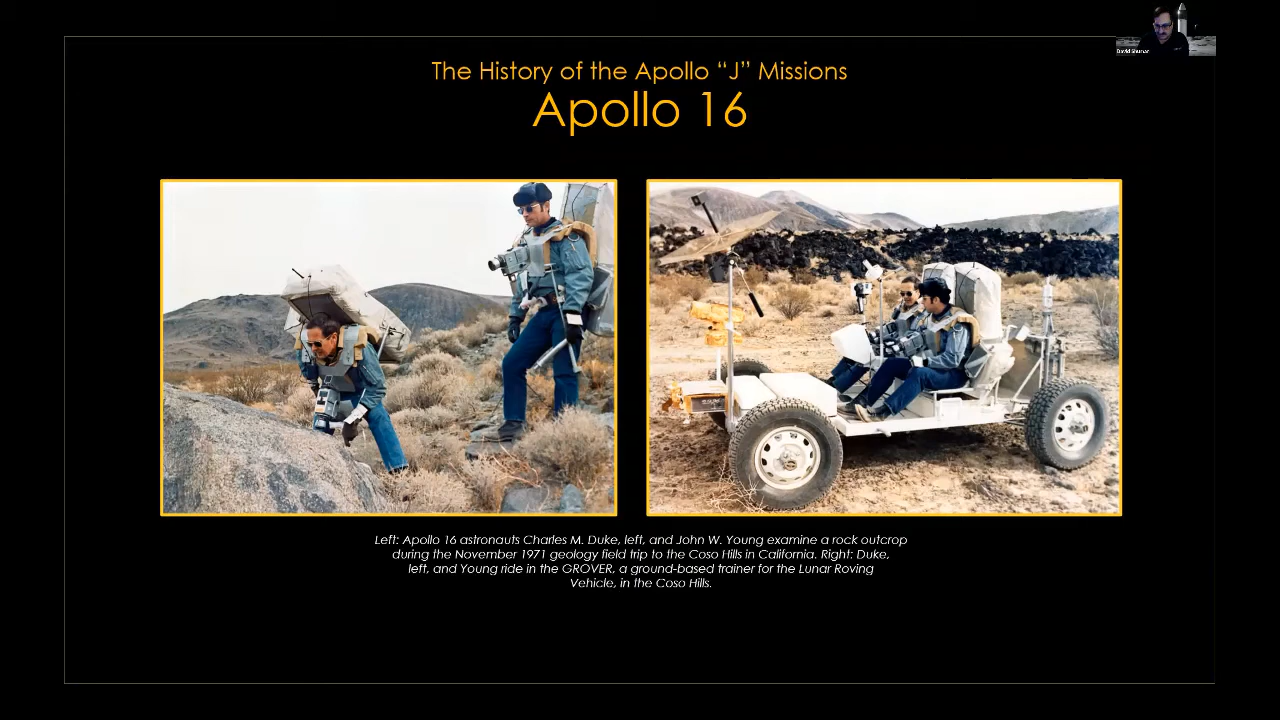 David Shomar
The History of the Apollo “J” Missions
Apollo 16
Left: Apollo 16 astronauts Charles M. Duke, left, and John W. Young examine a rock outcrop
during the November 1971 geology field trip to the Coso Hills in California. Right: Duke,
left, and Young ride in the GROVER, a ground-based trainer for the Lunar Roving
Vehicle, in the Coso Hills.